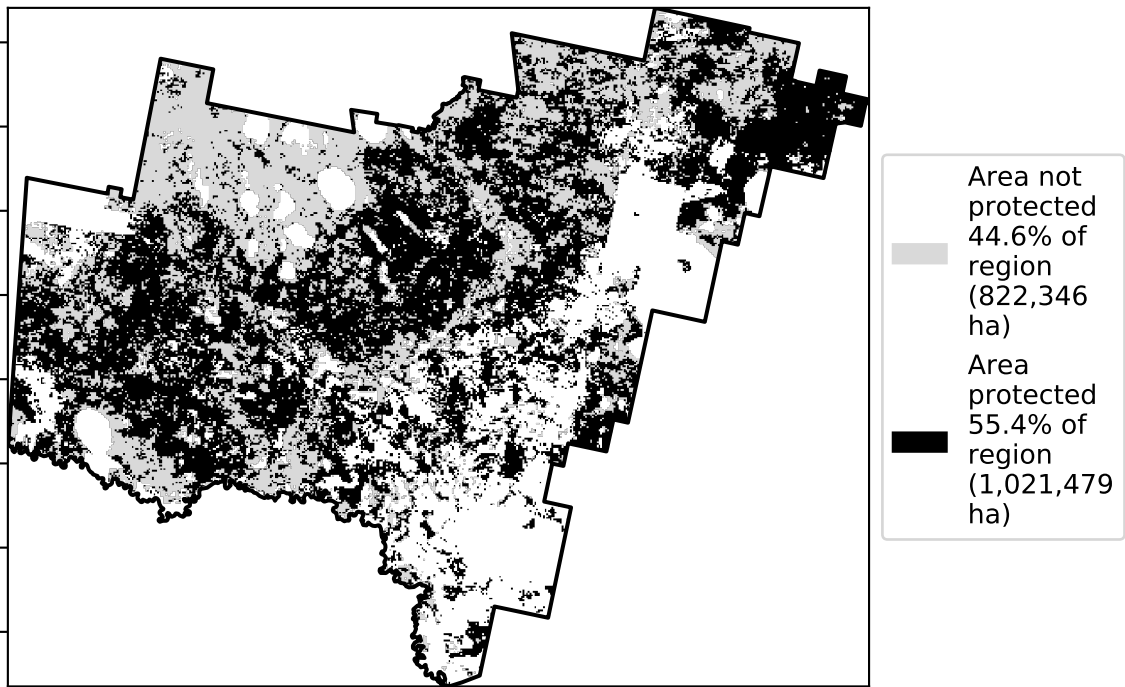 Area not
protected
44.6% of
region
(822,346
ha)
Area
protected
55.4% of
region
(1,021,479
ha)